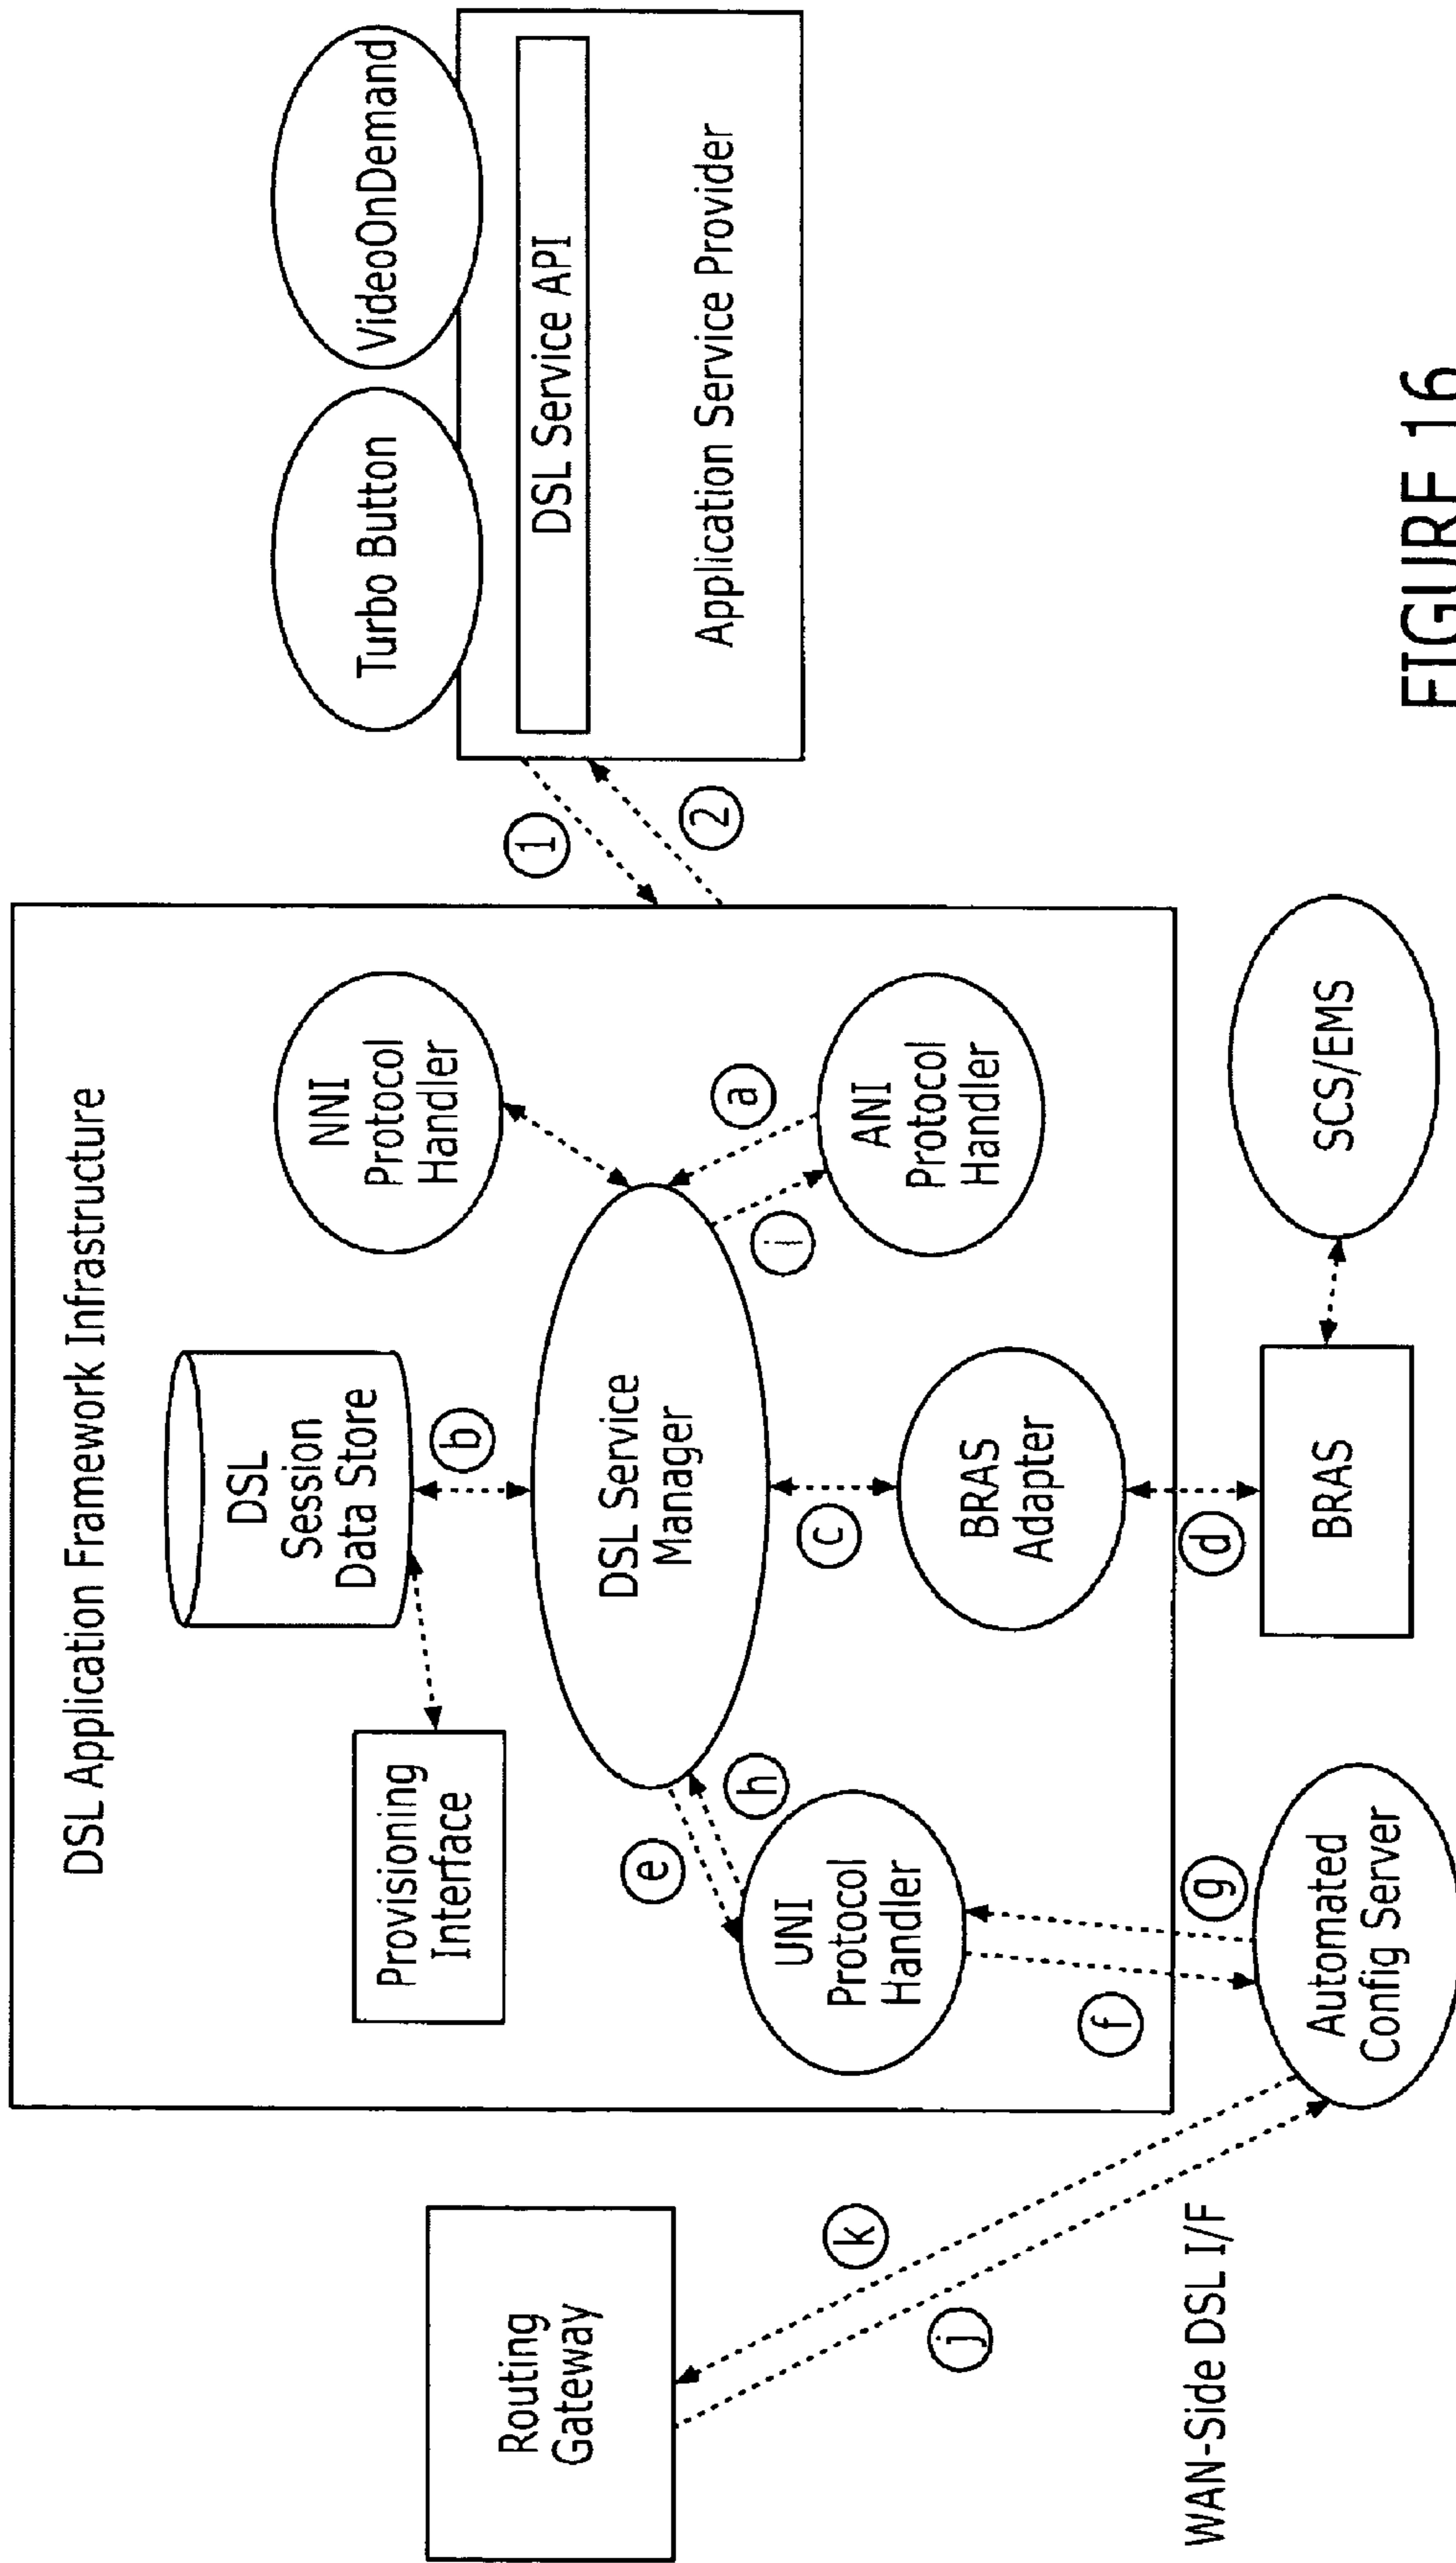 DSL Application Framework Infrastructure
Routing
Gateway
Provisioning
Interface
DSL
Session
Data Store
NNI
Protocol
Handler
Turbo Button
VideoOnDemand
DSL Service API
Application Service Provider
b
1
2
e
h
DSL Service
Manager
a
i
UNI
Protocol
Handler
c
BRAS
Adapter
ANI
Protocol
Handler
k
j
f
g
d
WAN-Side DSL I/F
Automated
Config Server
BRAS
SCS/EMS
FIGURE 16